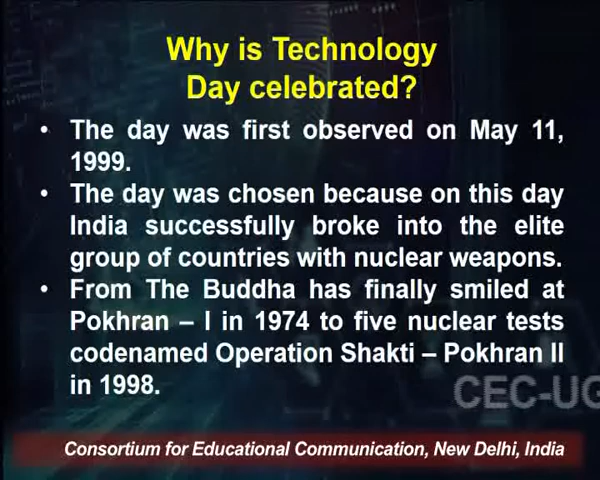 Why is Technology
Day celebrated?
• The day was first observed on May 11,
1999.
• The day was chosen because on this day
India successfully broke into the elite
group of countries with nuclear weapons.
• From The Buddha has finally smiled at
Pokhran – I in 1974 to five nuclear tests
codenamed Operation Shakti – Pokhran II
in 1998.
CEC-UG
Consortium for Educational Communication, New Delhi, India